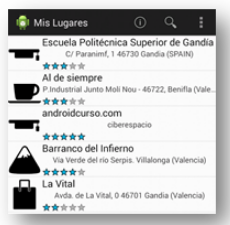 Mis Lugares
Escuela Politécnica Superior de Gandía
C/ Paranimf, 1 46730 Gandia (SPAIN)
Al de siempre
P.Industrial Junto Molí Nou - 46722, Benifla (Vale...
androidcurso.com
ciberespacio
Barranco del Infierno
Vía Verde del río Serpis. Villalonga (Valencia)
La Vital
Avda. de La Vital, 0 46701 Gandia (Valencia)